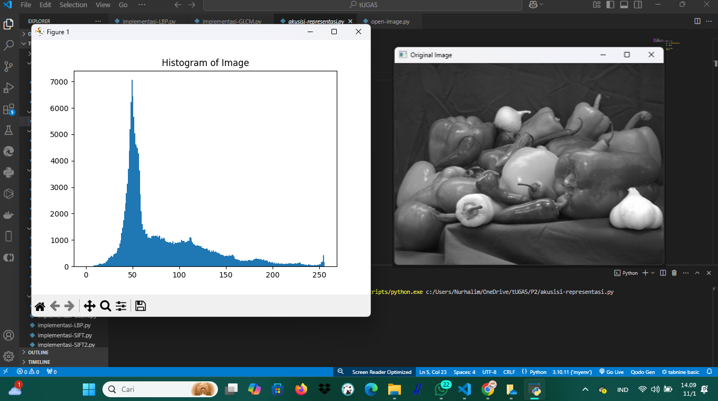 File Edit Selection View Go ...
tUGAS
EXPLORER
implementasi-LBP.py
implementasi-GLCM.py
akusisi-representasi.py
open-image.py
Figure 1
Histogram of Image
7000
6000
5000
4000
3000
2000
1000
0
0 50 100 150 200 250
Original Image
Python
cripts/python.exe c:/Users/Nurhalim/OneDrive/tUGAS/P2/akusisi-representasi.py
implementasi-LBP.py
implementasi-SIFT.py
implementasi-SIFT2.py
OUTLINE
TIMELINE
0 0 0 Screen Reader Optimized Ln 5, Col 23 Spaces: 4 UTF-8 CRLF Python 3.10.11 ('myenv') Go Live Qodo Gen tabnine basic
1 Cari 22 IND 14.09
11/1